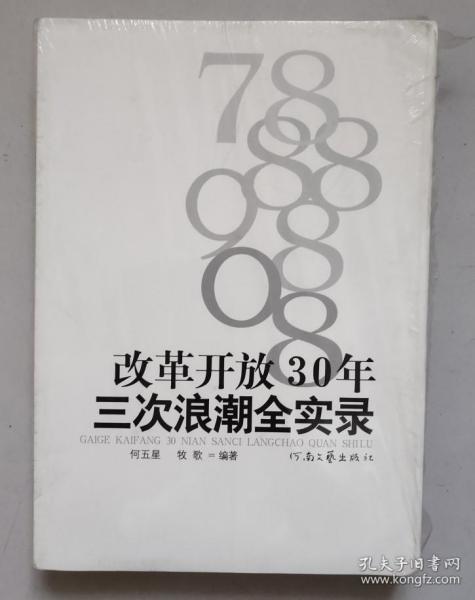 78
88
98
08
改革开放30年
三次浪潮全实录
GAIGE KAIFANG 30 NIAN SANCI LANGCHAO QUAN SHILU
何五星 牧 歌 = 编著 河南文艺出版社
孔夫子旧书网
www.kongfz.com